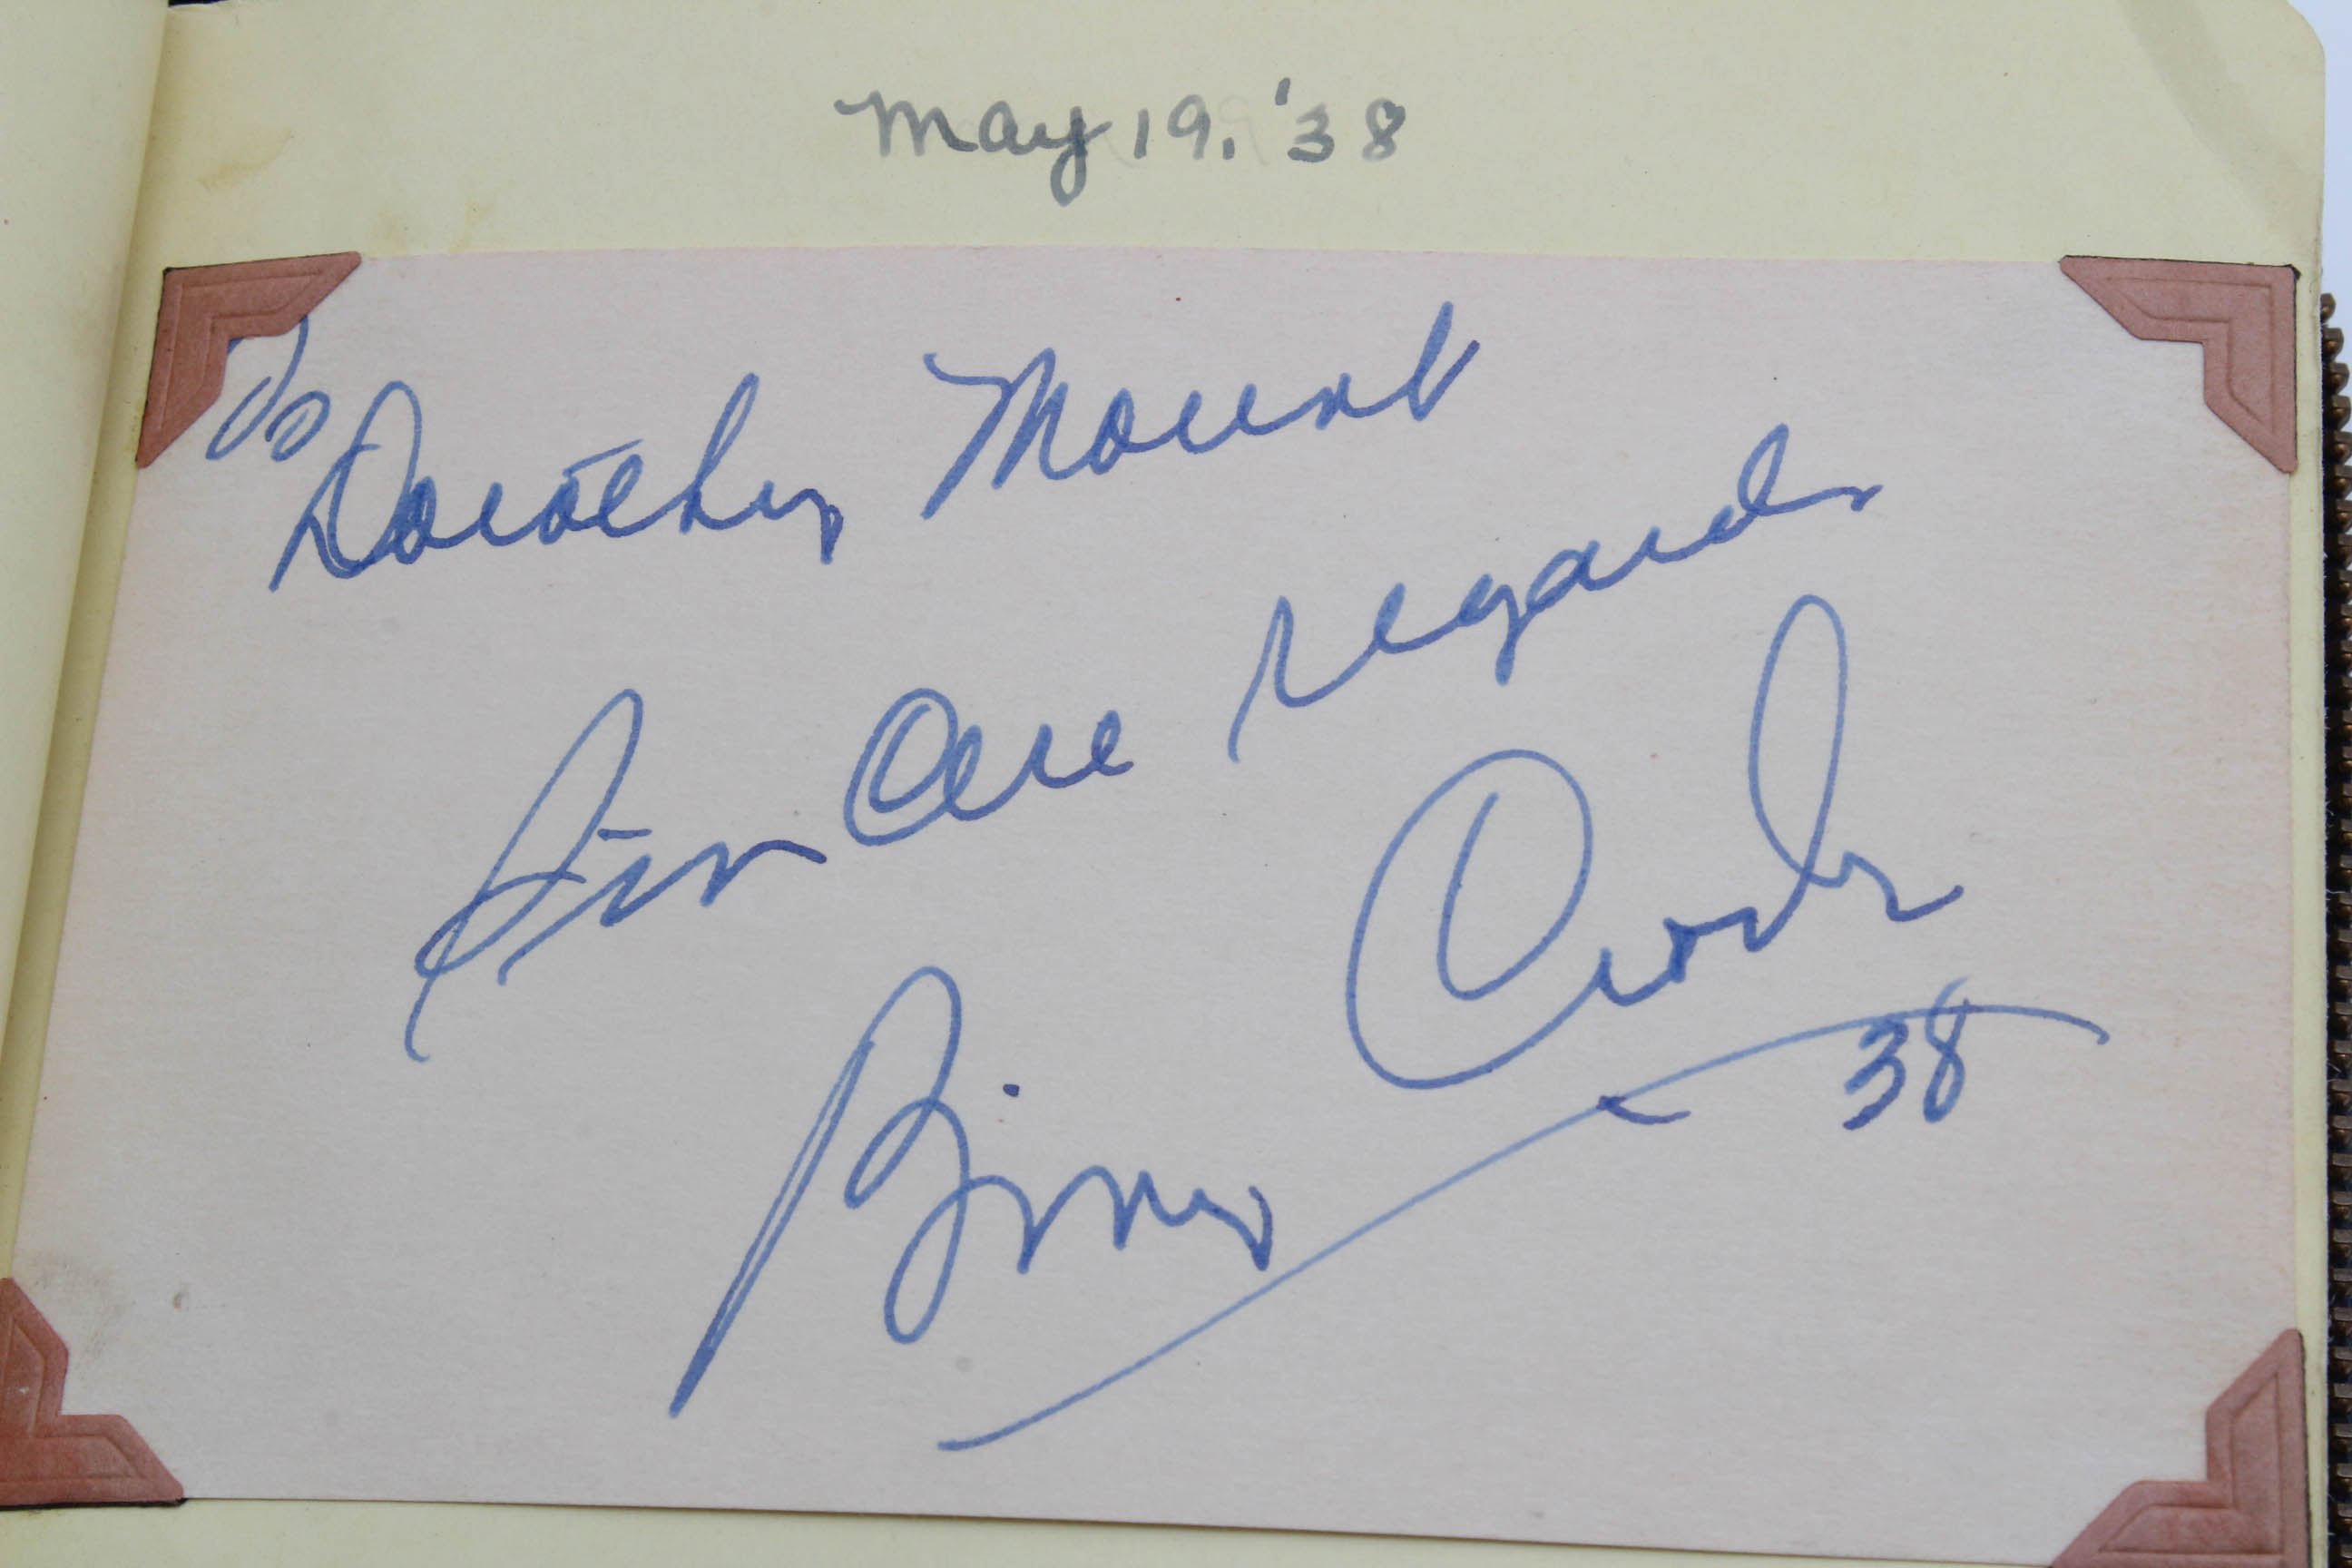 May 19. '38
To
Dorothy Mount
Sincere regards
Bing Crosby
38